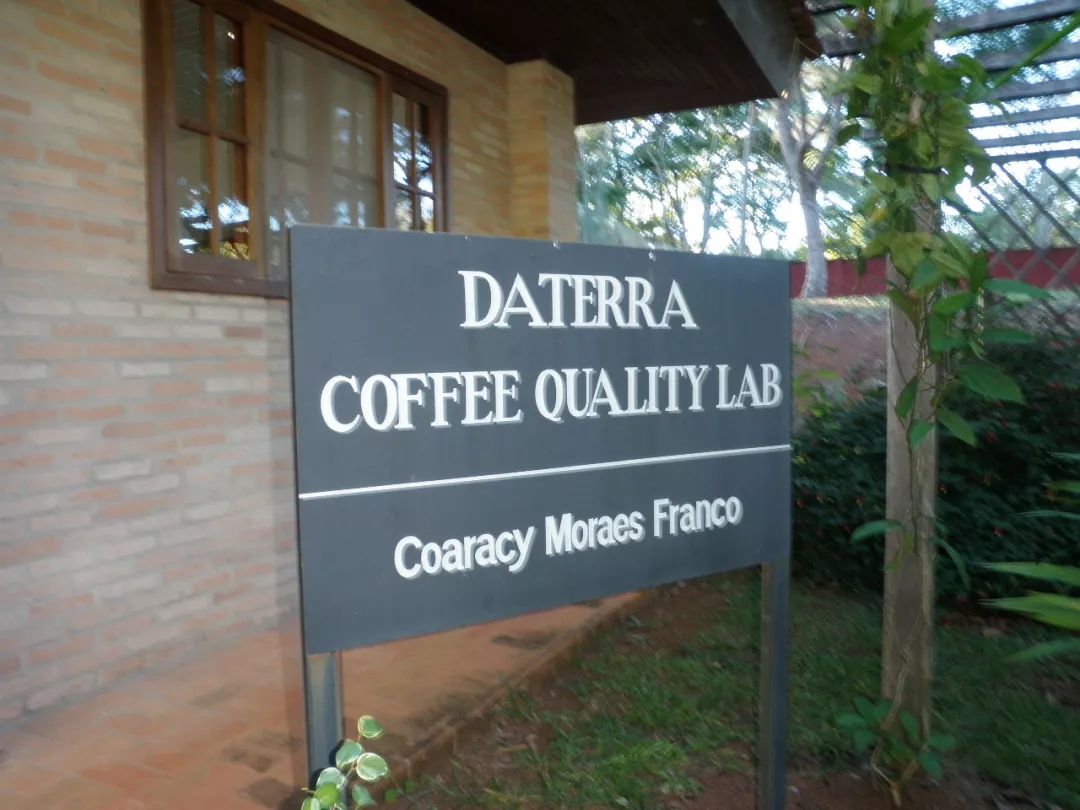 DATERRA
COFFEE QUALITY LAB
Coaracy Moraes Franco